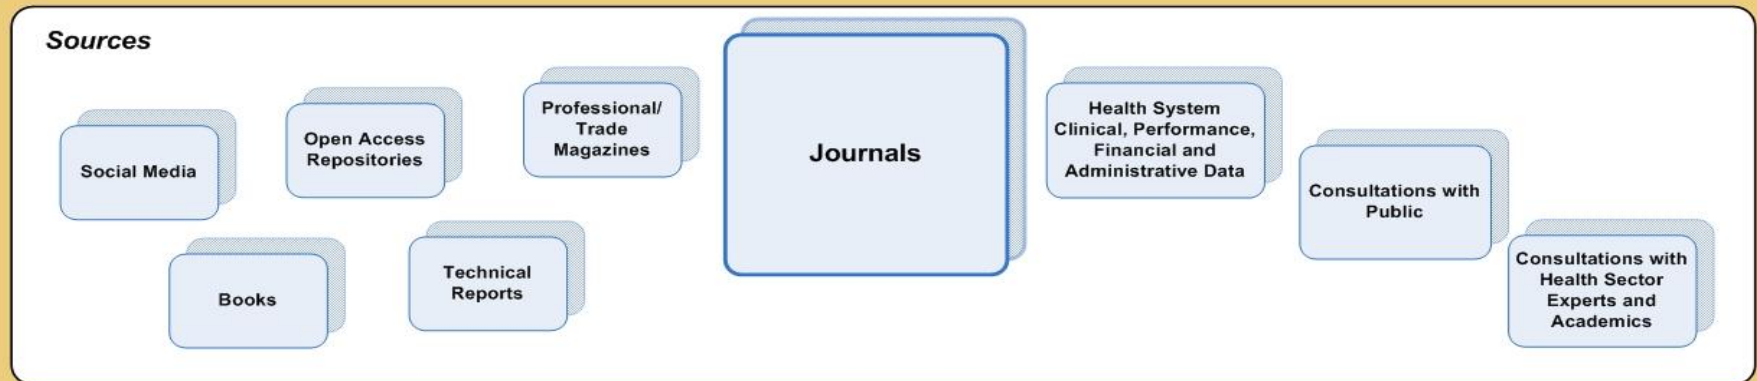 Sources
Social Media
Open Access
Repositories
Professional/
Trade
Magazines
Journals
Health System
Clinical, Performance,
Financial and
Administrative Data
Consultations with
Public
Consultations with
Health Sector
Experts and
Academics
Books
Technical
Reports